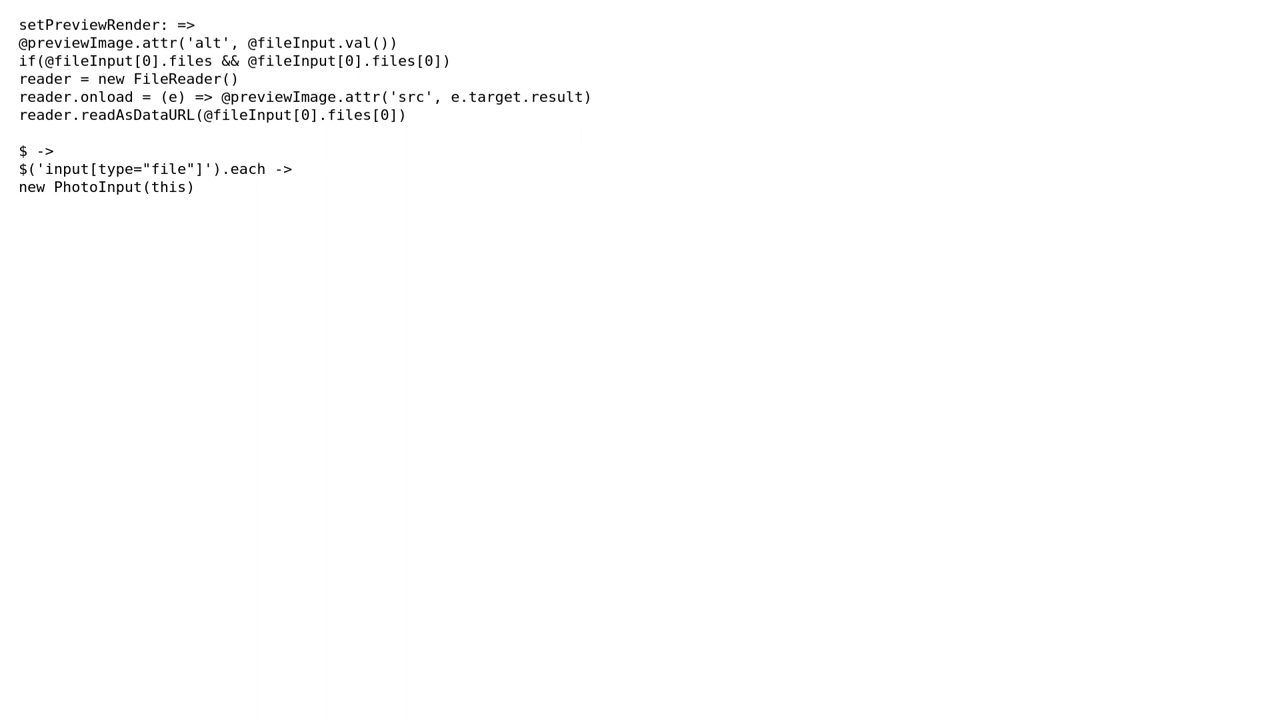 setPreviewRender: =>
@previewImage.attr('alt', @fileInput.val())
if(@fileInput[0].files && @fileInput[0].files[0])
reader = new FileReader()
reader.onload = (e) => @previewImage.attr('src', e.target.result)
reader.readAsDataURL(@fileInput[0].files[0])

$ ->
$('input[type="file"]').each ->
new PhotoInput(this)